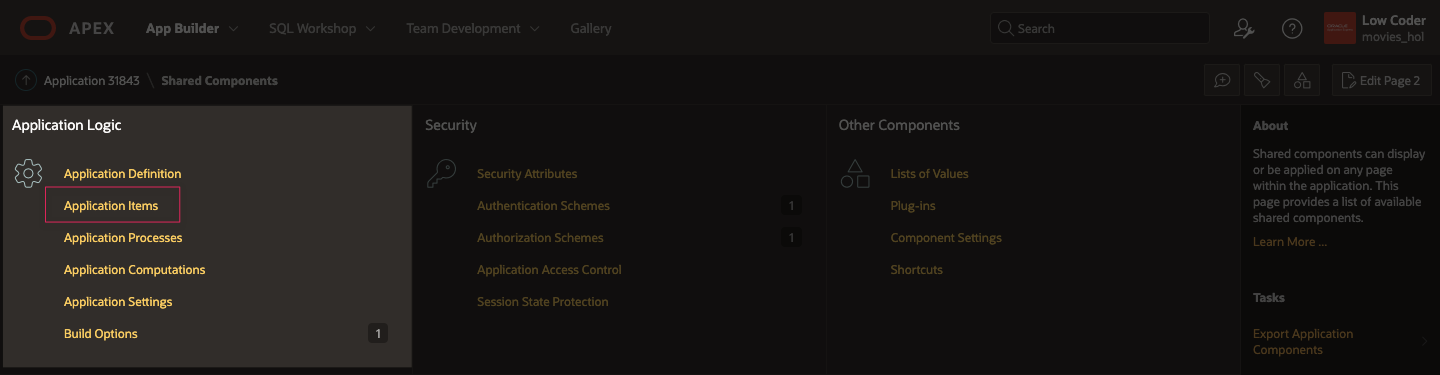 APEX App Builder SQL Workshop Team Development Gallery Search Low Coder
movies_hol
Application 31843 \ Shared Components Edit Page 2
Application Logic
Application Definition
Application Items
Application Processes
Application Computations
Application Settings
Build Options 1
Security
Security Attributes
Authentication Schemes 1
Authorization Schemes 1
Application Access Control
Session State Protection
Other Components
Lists of Values
Plug-ins
Component Settings
Shortcuts
About
Shared components can display
or be applied on any page
within the application. This
page provides a list of available
shared components.
Learn More ...
Tasks
Export Application
Components